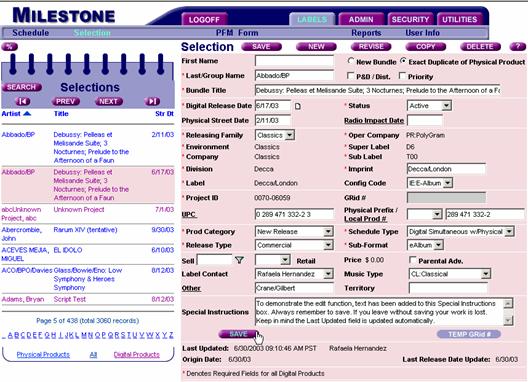 MILESTONE
LOGOFF
LABELS
ADMIN
SECURITY
UTILITIES
Schedule
Selection
PFM Form
Reports
User Info
%
SEARCH
Selections
PREV
NEXT
Artist
Title
Str Dt
Abbado/BP
Debussy: Pelleas et Melisande Suite; 3 Nocturnes; Prelude to the Afternoon of a Faun
2/11/03
Abbado/BP
Debussy: Pelleas et Melisande Suite; 3 Nocturnes; Prelude to the Afternoon of a Faun
6/17/03
abcUnknown Project, abc
Unknown Project
7/1/03
Abercrombie, John
Rarum XIV (tentative)
9/30/03
ACEVES MEJIA, MIGUEL
EL IDOLO
6/10/03
ACO/BPO/Davies
Glass/Bowie/Eno: Low Symphony & Heroes Symphony
8/12/03
Adams, Bryan
Script Test
8/12/03
Page 5 of 438 (total 3060 records)
_ A B C D E F G H I J K L M N O P Q R S T U V W X Y Z
Physical Products
All
Digital Products
Selection
SAVE
NEW
REVISE
COPY
DELETE
?
First Name
New Bundle
Exact Duplicate of Physical Product
* Last/Group Name
Abbado/BP
P&D / Dist.
Priority
* Bundle Title
Debussy: Pelleas et Melisande Suite; 3 Nocturnes; Prelude to the Afternoon of a Fa
* Digital Release Date
6/17/03
* Status
Active
Physical Street Date
2/11/03
Radio Impact Date
* Releasing Family
Classics
* Oper Company
PR:PolyGram
* Environment
Classics
* Super Label
D6
* Company
Classics
* Sub Label
T00
* Division
Decca
* Imprint
Decca/London
* Label
Decca/London
Config Code
IE:E-Album
* Project ID
0070-06059
GRid #
UPC
0 289 471 332-2 3
Physical Prefix / Local Prod #
289 471 332-2
* Prod Category
New Release
* Schedule Type
Digital Simultaneous w/Physical
* Release Type
Commercial
* Sub-Format
eAlbum
Sell
Retail
Price $ 0.00
Parental Adv.
Label Contact
Rafaela Hernandez
Music Type
CL:Classical
Other
Crane/Gilbert
Territory
Special Instructions
To demonstrate the edit function, text has been added to this Special Instructions
box. Always remember to save. If you leave without saving your work is lost.
Keep in mind the Last Updated field is updated automatically.
SAVE
TEMP GRid #
Last Updated: 6/30/2003 09:10:46 AM PST Rafaela Hernandez
Origin Date: 6/30/03
Last Release Date Update: 6/30/03
* Denotes Required Fields for all Digital Products